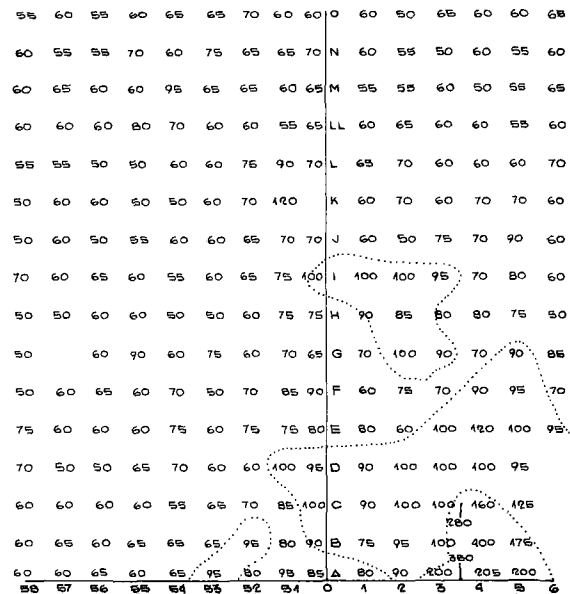 55 60 55 60 65 65 70 60 60 O 60 50 65 60 60 65
60 55 55 70 60 75 65 65 70 N 60 55 50 60 55 60
60 65 60 60 95 65 65 60 65 M 55 55 60 50 55 65
60 60 60 80 70 60 60 55 65 LL 60 65 60 60 55 60
55 55 50 50 60 60 75 90 70 L 65 70 60 60 60 70
50 60 60 50 50 60 70 120 K 60 70 60 70 70 60
50 60 50 55 60 60 65 70 70 J 60 50 75 70 90 60
70 60 65 60 55 60 65 75 100 I 100 100 95 70 80 60
50 50 60 60 50 50 60 75 75 H 90 85 80 80 75 50
50 60 90 60 75 60 70 65 G 70 100 90 70 90 85
50 60 65 60 70 50 70 85 90 F 60 75 70 90 95 70
75 60 60 60 75 60 75 75 80 E 80 60 100 120 100 95
70 50 50 65 70 60 60 100 95 D 90 100 100 100 95
60 60 60 60 55 65 70 85 100 C 90 100 100 160 125
280
60 65 60 65 65 65 95 80 90 B 75 95 100 400 175
380
60 60 65 60 65 95 80 95 85 A 80 90 200 205 200
58 57 56 55 54 53 52 51 0 1 2 3 4 5 6